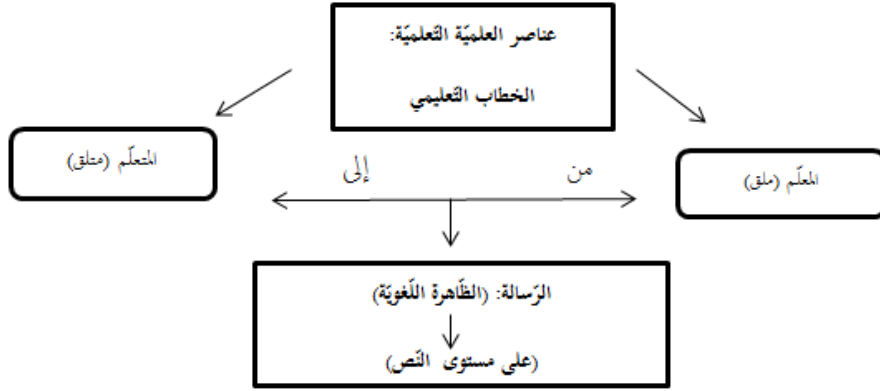 عناصر العلميّة التّعلميّة:
الخطاب التّعليمي
المعلّم (ملق)
المتعلّم (متلق)
من
إلى
الرّسالة: (الظّاهرة اللّغويّة)
(على مستوى النّص)